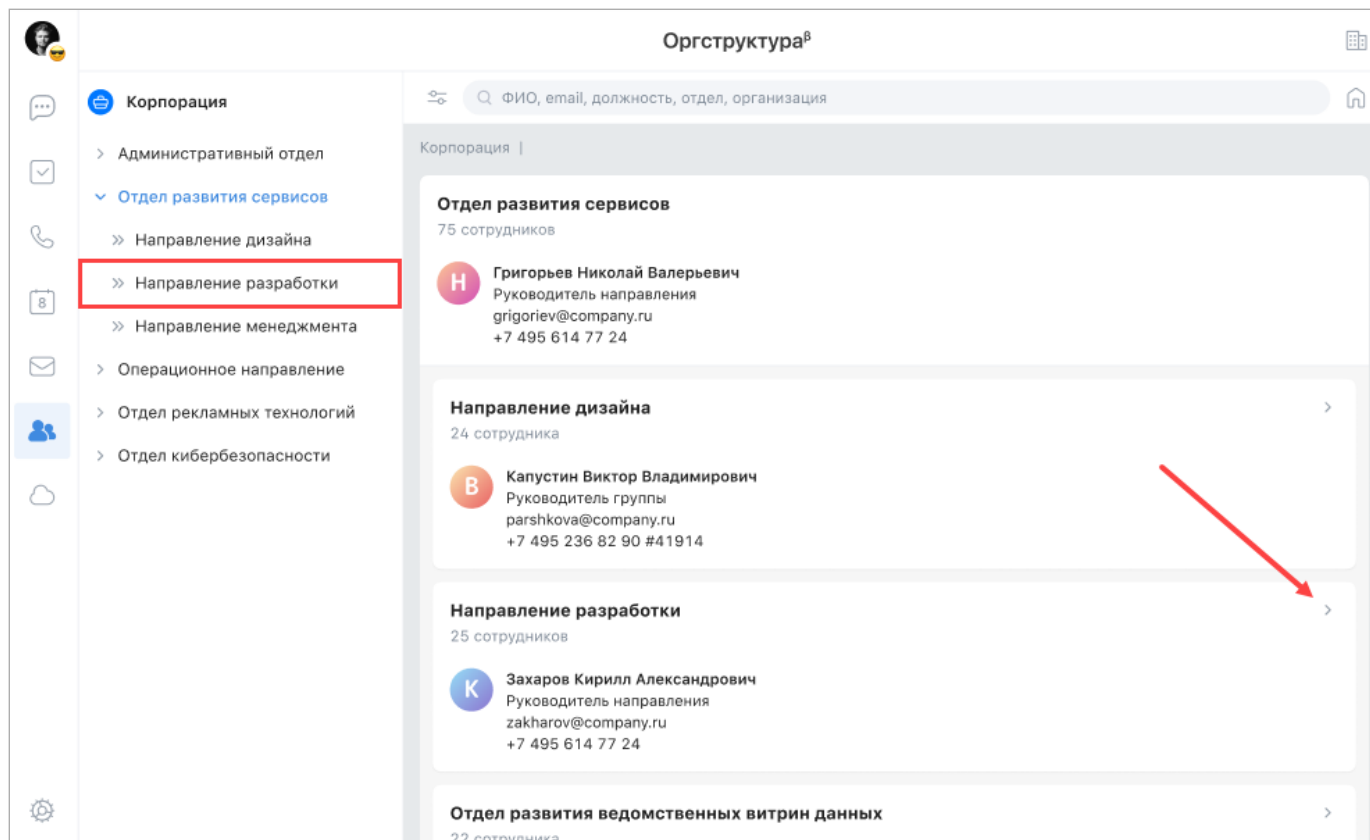 Оргструктураᵝ
Корпорация
Административный отдел
Отдел развития сервисов
Направление дизайна
Направление разработки
Направление менеджмента
Операционное направление
Отдел рекламных технологий
Отдел кибербезопасности
8
ФИО, email, должность, отдел, организация
Корпорация |
Отдел развития сервисов
75 сотрудников
Н
Григорьев Николай Валерьевич
Руководитель направления
grigoriev@company.ru
+7 495 614 77 24
Направление дизайна
24 сотрудника
В
Капустин Виктор Владимирович
Руководитель группы
parshkova@company.ru
+7 495 236 82 90 #41914
Направление разработки
25 сотрудников
К
Захаров Кирилл Александрович
Руководитель направления
zakharov@company.ru
+7 495 614 77 24
Отдел развития ведомственных витрин данных
22 сотрудника